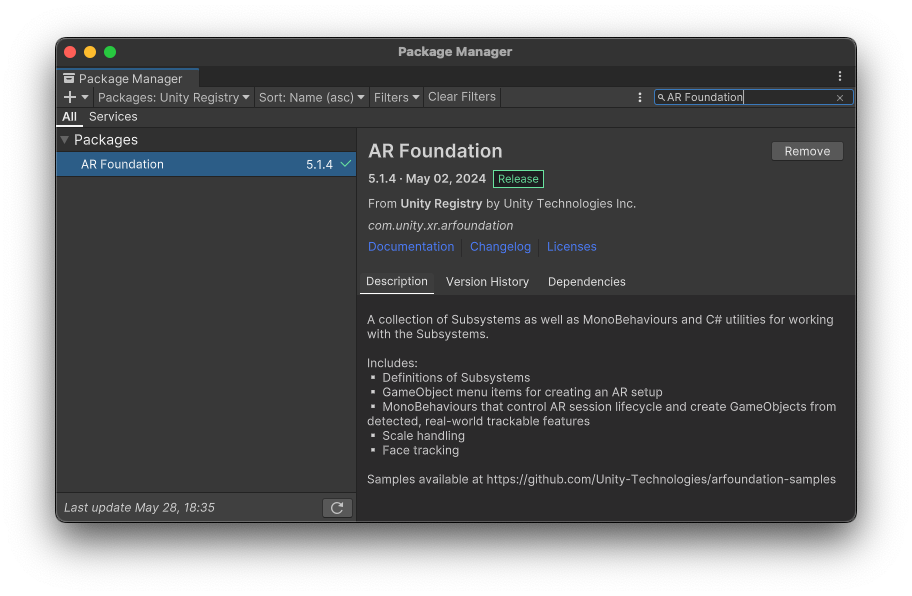 Package Manager
Package Manager
Packages: Unity Registry
Sort: Name (asc)
Filters
Clear Filters
AR Foundation
All
Services
Packages
AR Foundation 5.1.4
AR Foundation
Remove
5.1.4 · May 02, 2024 Release
From Unity Registry by Unity Technologies Inc.
com.unity.xr.arfoundation
Documentation
Changelog
Licenses
Description
Version History
Dependencies
A collection of Subsystems as well as MonoBehaviours and C# utilities for working
with the Subsystems.
Includes:
▪ Definitions of Subsystems
▪ GameObject menu items for creating an AR setup
▪ MonoBehaviours that control AR session lifecycle and create GameObjects from
detected, real-world trackable features
▪ Scale handling
▪ Face tracking
Samples available at https://github.com/Unity-Technologies/arfoundation-samples
Last update May 28, 18:35